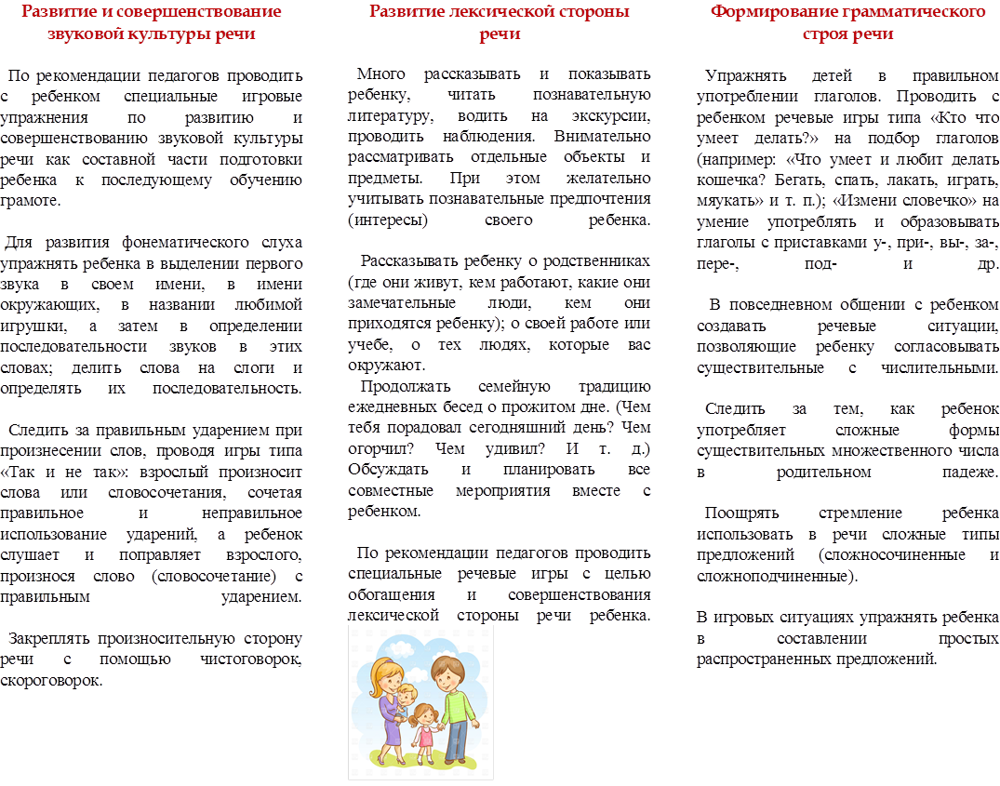 Развитие и совершенствование
звуковой культуры речи
По рекомендации педагогов проводить
с ребенком специальные игровые
упражнения по развитию и
совершенствованию звуковой культуры
речи как составной части подготовки
ребенка к последующему обучению
грамоте.
Для развития фонематического слуха
упражнять ребенка в выделении первого
звука в своем имени, в имени
окружающих, в названии любимой
игрушки, а затем в определении
последовательности звуков в этих
словах; делить слова на слоги и
определять их последовательность.
Следить за правильным ударением при
произнесении слов, проводя игры типа
«Так и не так»: взрослый произносит
слова или словосочетания, сочетая
правильное и неправильное
использование ударений, а ребенок
слушает и поправляет взрослого,
произнося слово (словосочетание) с
правильным ударением.
Закреплять произносительную сторону
речи с помощью чистоговорок,
скороговорок.
Развитие лексической стороны
речи
Много рассказывать и показывать
ребенку, читать познавательную
литературу, водить на экскурсии,
проводить наблюдения. Внимательно
рассматривать отдельные объекты и
предметы. При этом желательно
учитывать познавательные предпочтения
(интересы) своего ребенка.
Рассказывать ребенку о родственниках
(где они живут, кем работают, какие они
замечательные люди, кем они
приходятся ребенку); о своей работе или
учебе, о тех людях, которые вас
окружают.
Продолжать семейную традицию
ежедневных бесед о прожитом дне. (Чем
тебя порадовал сегодняшний день? Чем
огорчил? Чем удивил? И т. д.)
Обсуждать и планировать все
совместные мероприятия вместе с
ребенком.
По рекомендации педагогов проводить
специальные речевые игры с целью
обогащения и совершенствования
лексической стороны речи ребенка.
Формирование грамматического
строя речи
Упражнять детей в правильном
употреблении глаголов. Проводить с
ребенком речевые игры типа «Кто что
умеет делать?» на подбор глаголов
(например: «Что умеет и любит делать
кошечка? Бегать, спать, лакать, играть,
мяукать» и т. п.); «Измени словечко» на
умение употреблять и образовывать
глаголы с приставками у-, при-, вы-, за-,
пере-, под- и др.
В повседневном общении с ребенком
создавать речевые ситуации,
позволяющие ребенку согласовывать
существительные с числительными.
Следить за тем, как ребенок
употребляет сложные формы
существительных множественного числа
в родительном падеже.
Поощрять стремление ребенка
использовать в речи сложные типы
предложений (сложносочиненные и
сложноподчиненные).
В игровых ситуациях упражнять ребенка
в составлении простых
распространенных предложений.